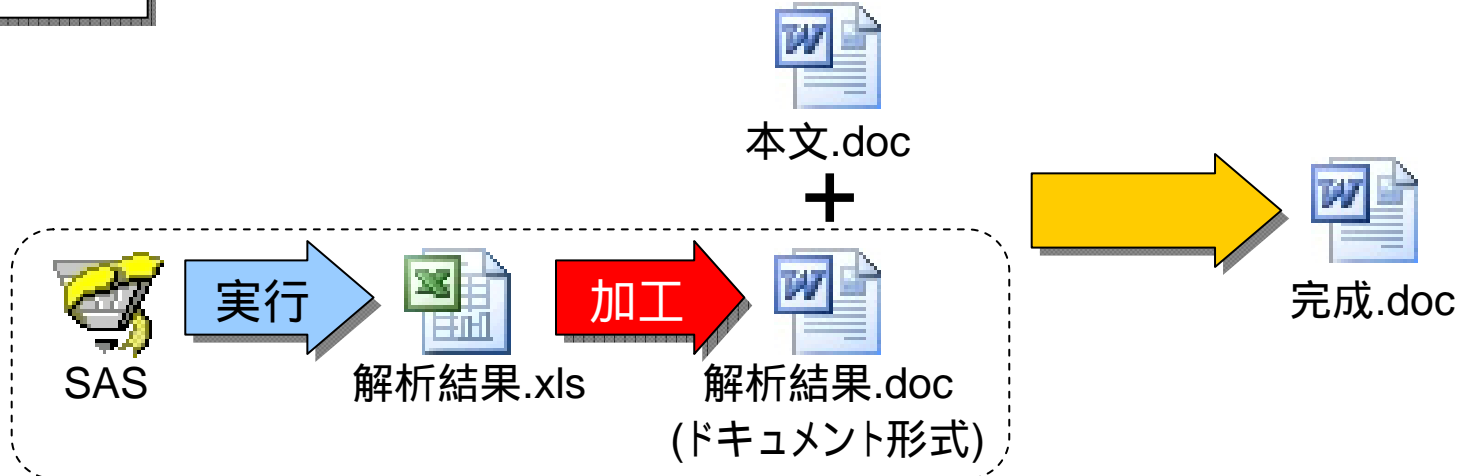 本文.doc
+
実行
加工
SAS
解析結果.xls
解析結果.doc
(ドキュメント形式)
完成.doc